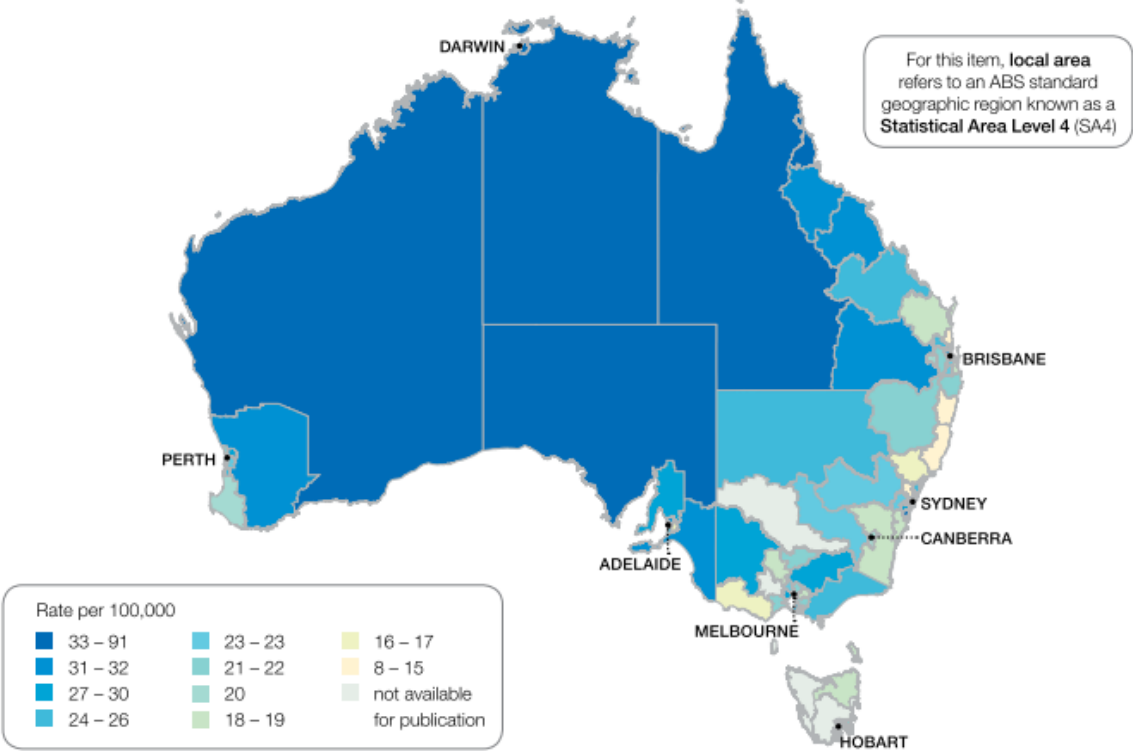 DARWIN
For this item, local area
refers to an ABS standard
geographic region known as a
Statistical Area Level 4 (SA4)
BRISBANE
PERTH
SYDNEY
CANBERRA
ADELAIDE
MELBOURNE
HOBART
Rate per 100,000
33 – 91
31 – 32
27 – 30
24 – 26
23 – 23
21 – 22
20
18 – 19
16 – 17
8 – 15
not available
for publication